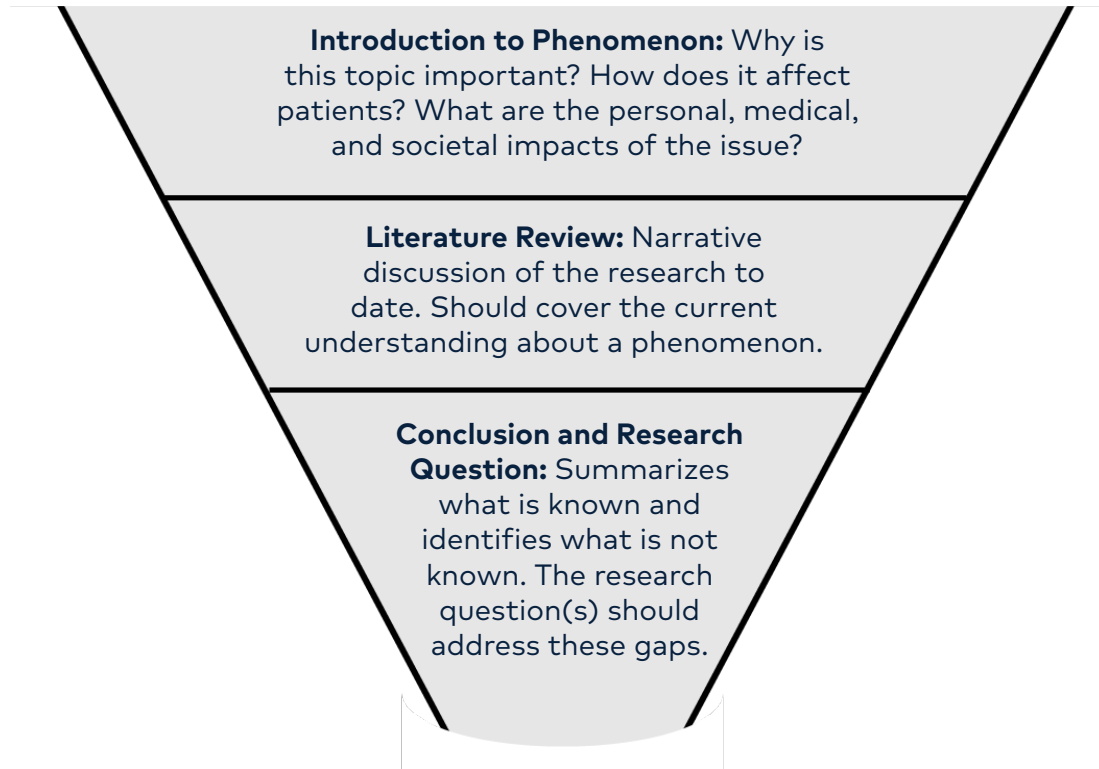 Introduction to Phenomenon: Why is
this topic important? How does it affect
patients? What are the personal, medical,
and societal impacts of the issue?
Literature Review: Narrative
discussion of the research to
date. Should cover the current
understanding about a phenomenon.
Conclusion and Research
Question: Summarizes
what is known and
identifies what is not
known. The research
question(s) should
address these gaps.